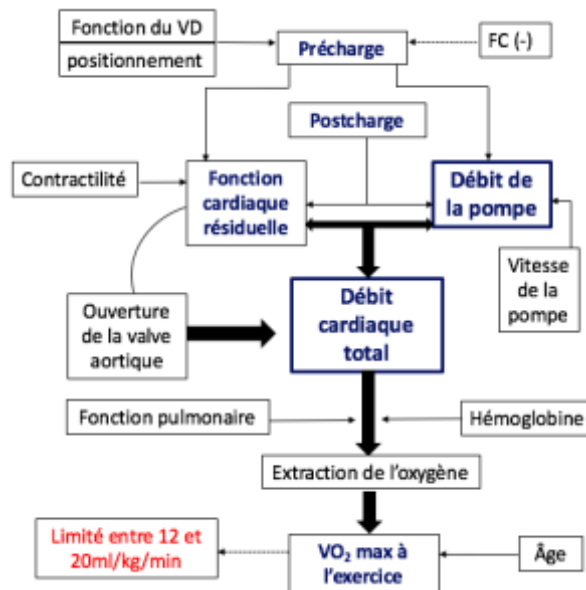 Fonction du VD
positionnement
Précharge
FC (-)
Postcharge
Contractilité
Fonction
cardiaque
résiduelle
Débit de
la pompe
Vitesse
de la
pompe
Ouverture
de la valve
aortique
Débit
cardiaque
total
Fonction pulmonaire
Hémoglobine
Extraction de l'oxygène
Limité entre 12 et
20ml/kg/min
VO₂ max à
l'exercice
Âge